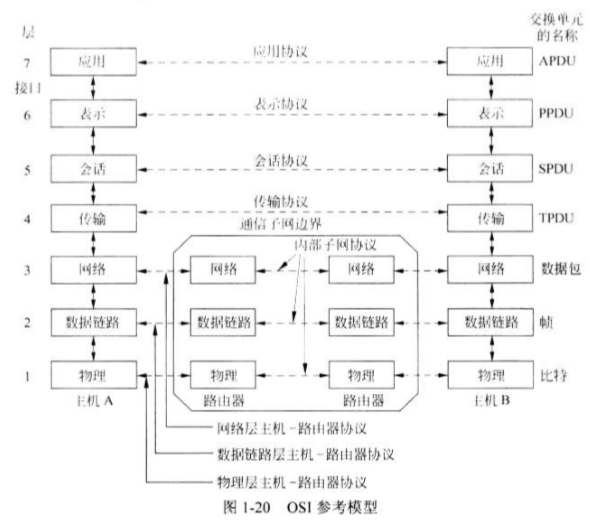 层
交换单元
的名称
7 应用 应用协议 应用 APDU
接口
6 表示 表示协议 表示 PPDU
5 会话 会话协议 会话 SPDU
4 传输 传输协议 传输 TPDU
通信子网边界
内部子网协议
3 网络 网络 网络 网络 数据包
2 数据链路 数据链路 数据链路 数据链路 帧
1 物理 物理 物理 物理 比特
主机 A 路由器 路由器 主机 B
网络层主机-路由器协议
数据链路层主机-路由器协议
物理层主机-路由器协议
图 1-20 OSI 参考模型